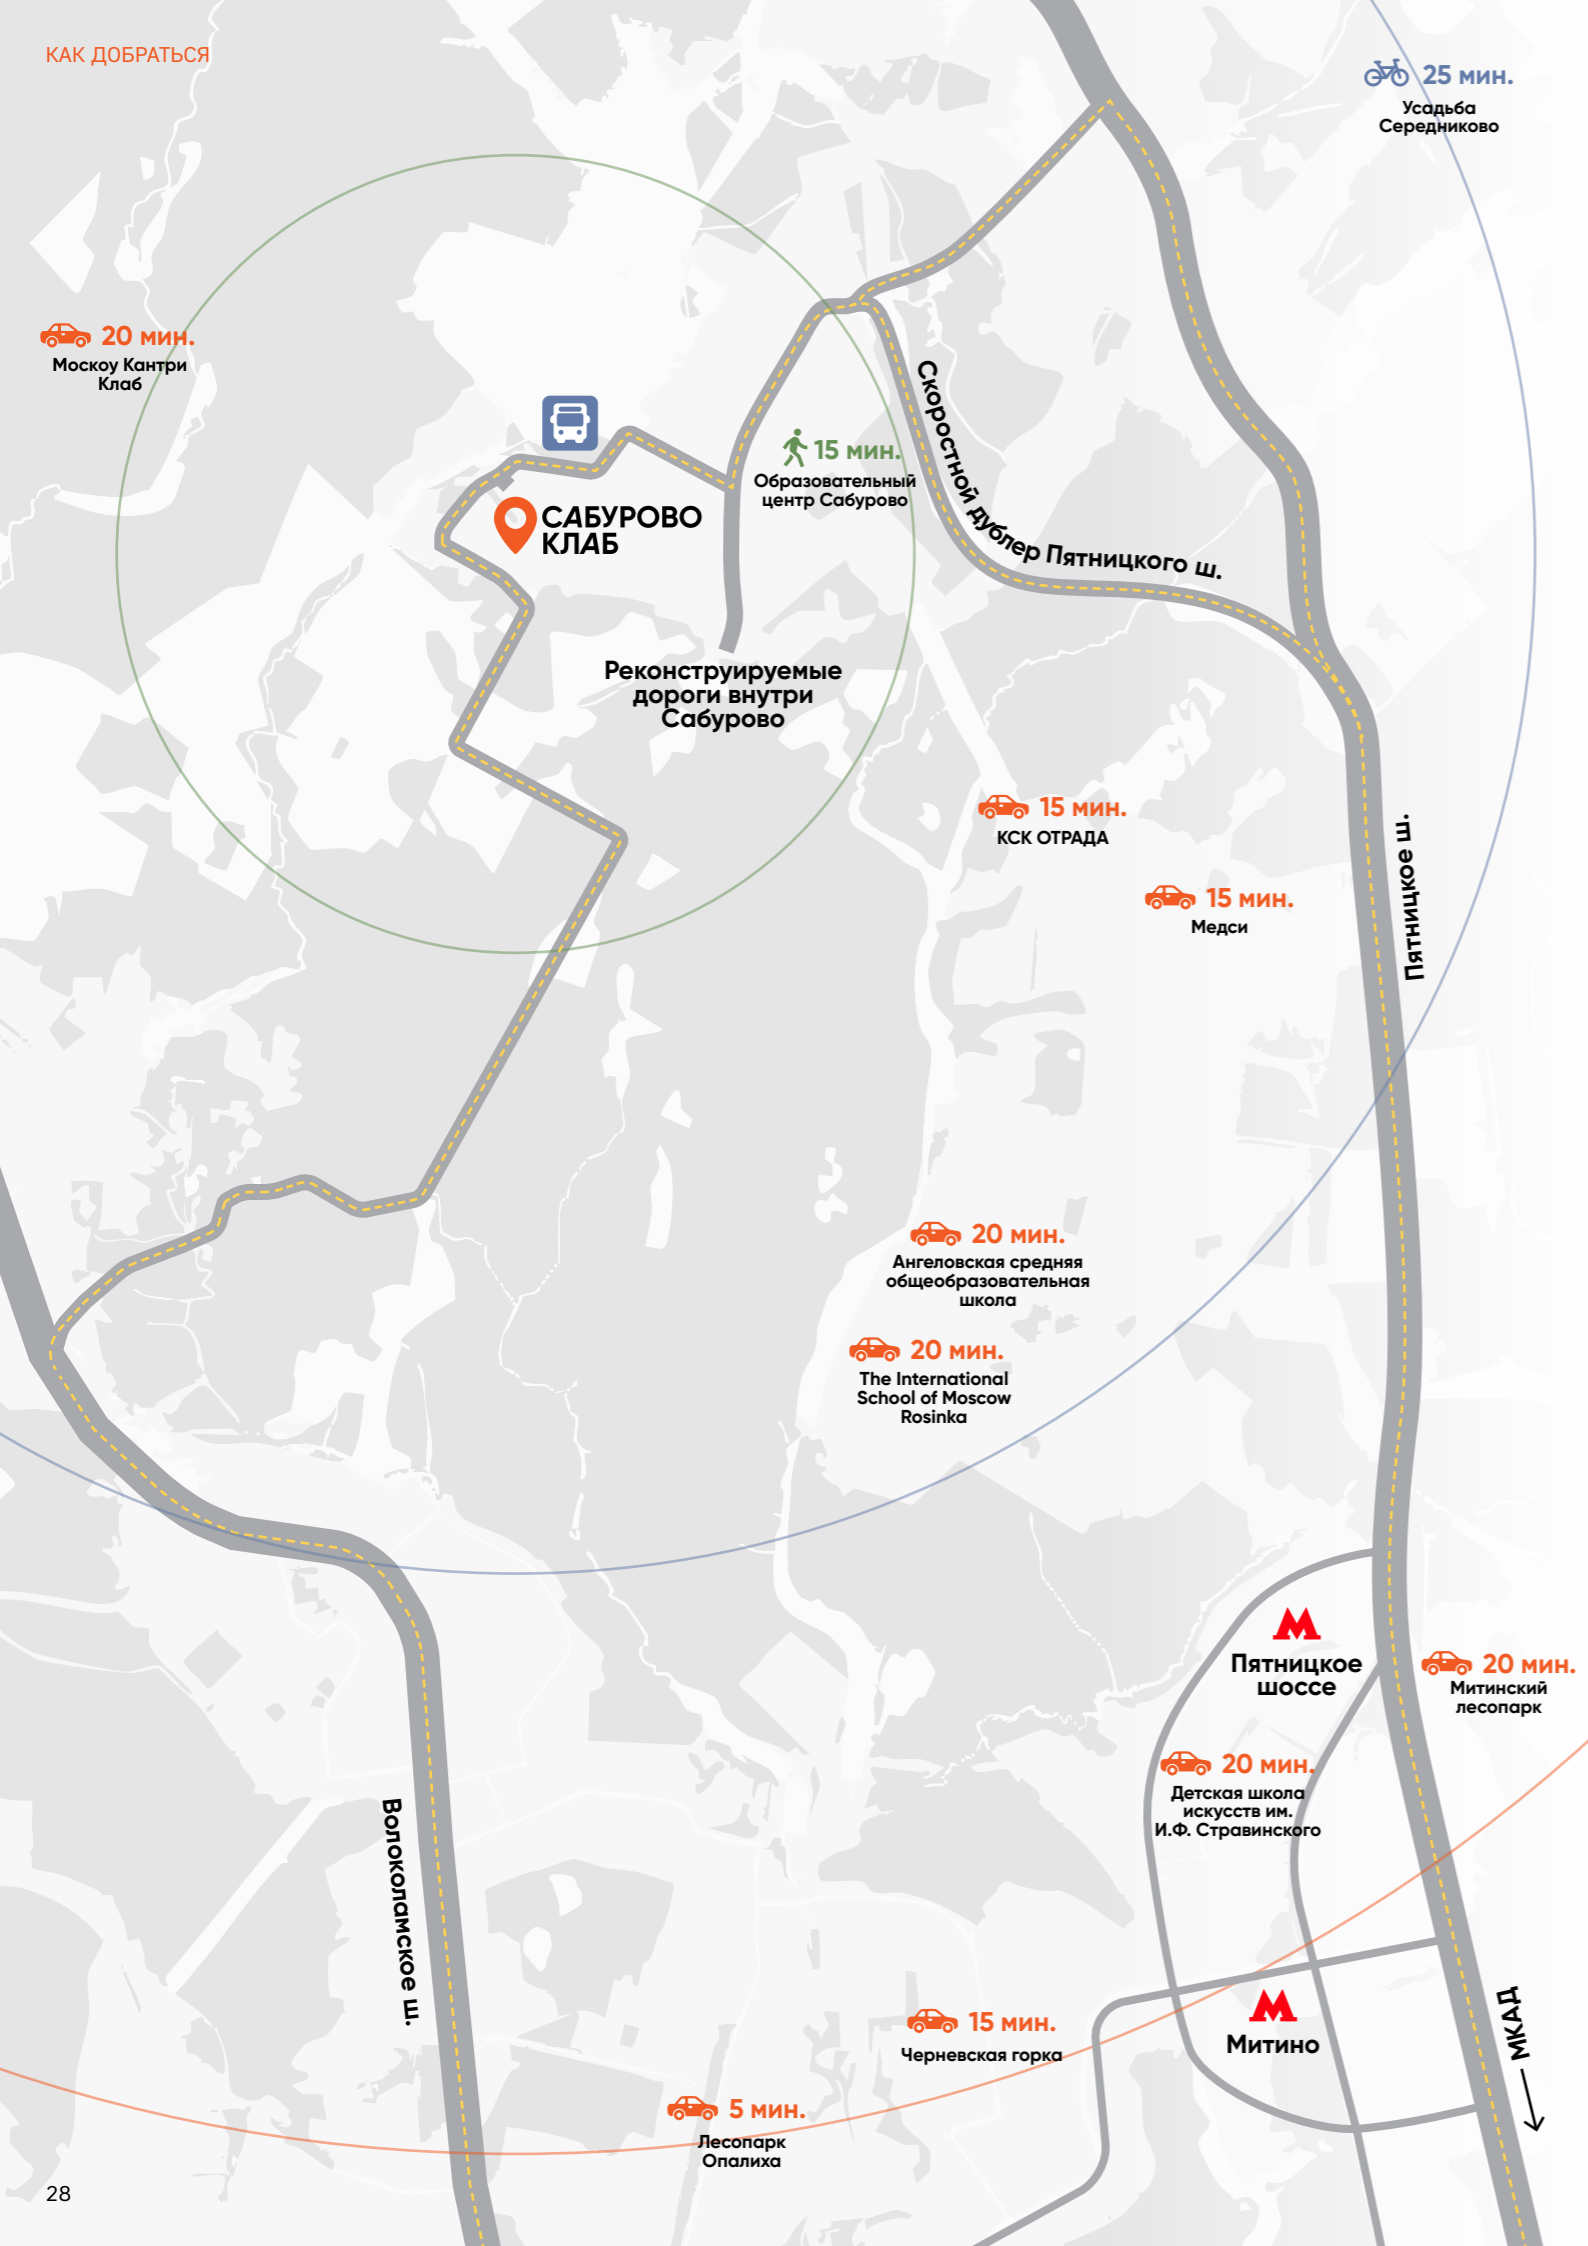 КАК ДОБРАТЬСЯ
25 мин.
Усадьба
Середниково
20 мин.
Москоу Кантри
Клаб
15 мин.
Образовательный
центр Сабурово
САБУРОВО
КЛАБ
Скоростной дублер Пятницкого ш.
Реконструируемые
дороги внутри
Сабурово
15 мин.
КСК ОТРАДА
15 мин.
Медси
Пятницкое ш.
20 мин.
Ангеловская средняя
общеобразовательная
школа
20 мин.
The International
School of Moscow
Rosinka
М
Пятницкое
шоссе
20 мин.
Митинский
лесопарк
20 мин.
Детская школа
искусств им.
И.Ф. Стравинского
Волоколамское ш.
М
Митино
МКАД
15 мин.
Черневская горка
5 мин.
Лесопарк
Опалиха
28